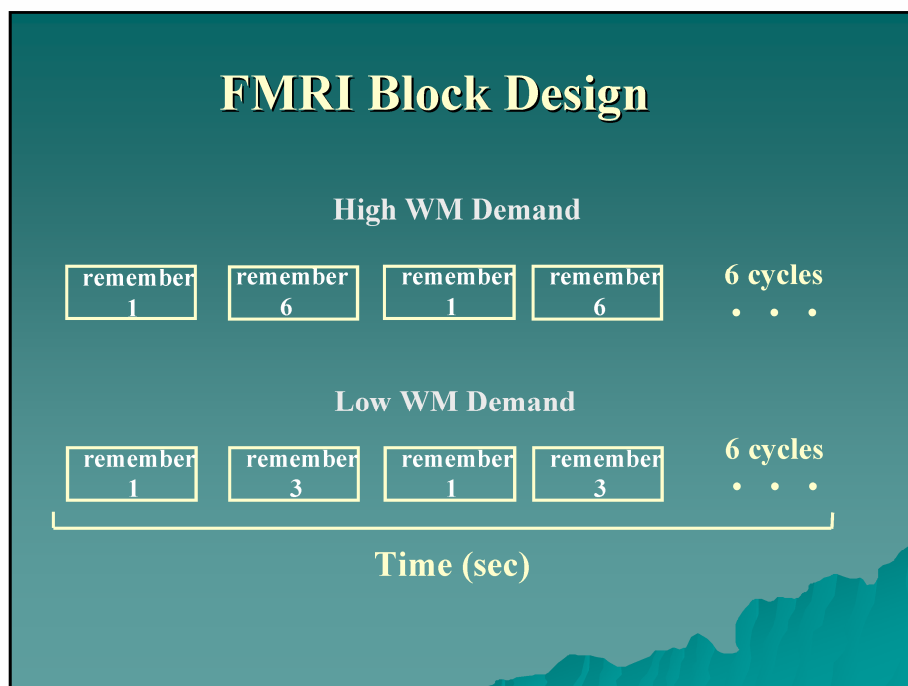 FMRI Block Design
High WM Demand
remember remember remember remember 6 cycles
1 6 1 6 . . .
Low WM Demand
remember remember remember remember 6 cycles
1 3 1 3 . . .
Time (sec)